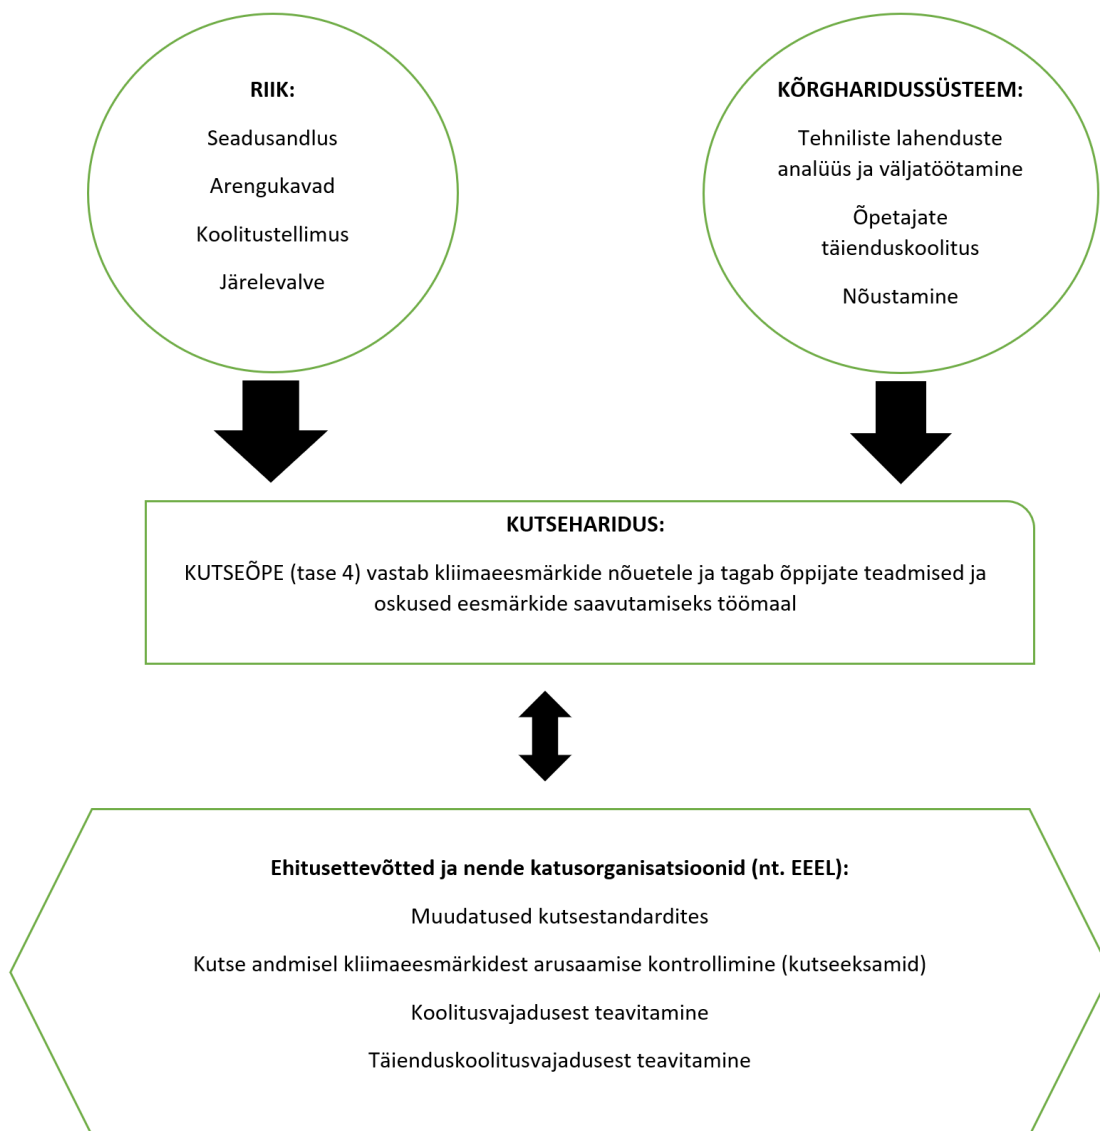 RIIK:
Seadusandlus
Arengukavad
Koolitustellimus
Järelevalve
KÕRGHARIDUSSÜSTEEM:
Tehniliste lahenduste
analüüs ja väljatöötamine
Õpetajate
täienduskoolitus
Nõustamine
KUTSEHARIDUS:
KUTSEÕPE (tase 4) vastab kliimaeesmärkide nõuetele ja tagab õppijate teadmised ja
oskused eesmärkide saavutamiseks töömaal
Ehitusettevõtted ja nende katusorganisatsioonid (nt. EEEL):
Muudatused kutsestandardites
Kutse andmisel kliimaeesmärkidest arusaamise kontrollimine (kutseeksamid)
Koolitusvajadusest teavitamine
Täienduskoolitusvajadusest teavitamine